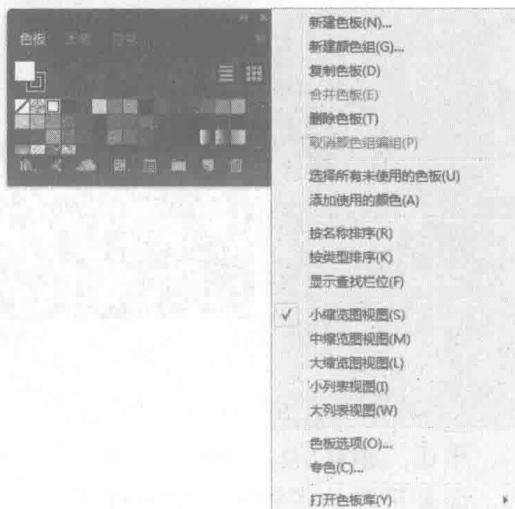 色板 画笔 符号
新建色板(N)...
新建颜色组(G)...
复制色板(D)
合并色板(E)
删除色板(T)
取消颜色组编组(P)
选择所有未使用的色板(U)
添加使用的颜色(A)
按名称排序(R)
按类型排序(K)
显示查找栏位(F)
小缩览图视图(S)
中缩览图视图(M)
大缩览图视图(L)
小列表视图(I)
大列表视图(W)
色板选项(O)...
专色(C)...
打开色板库(Y)